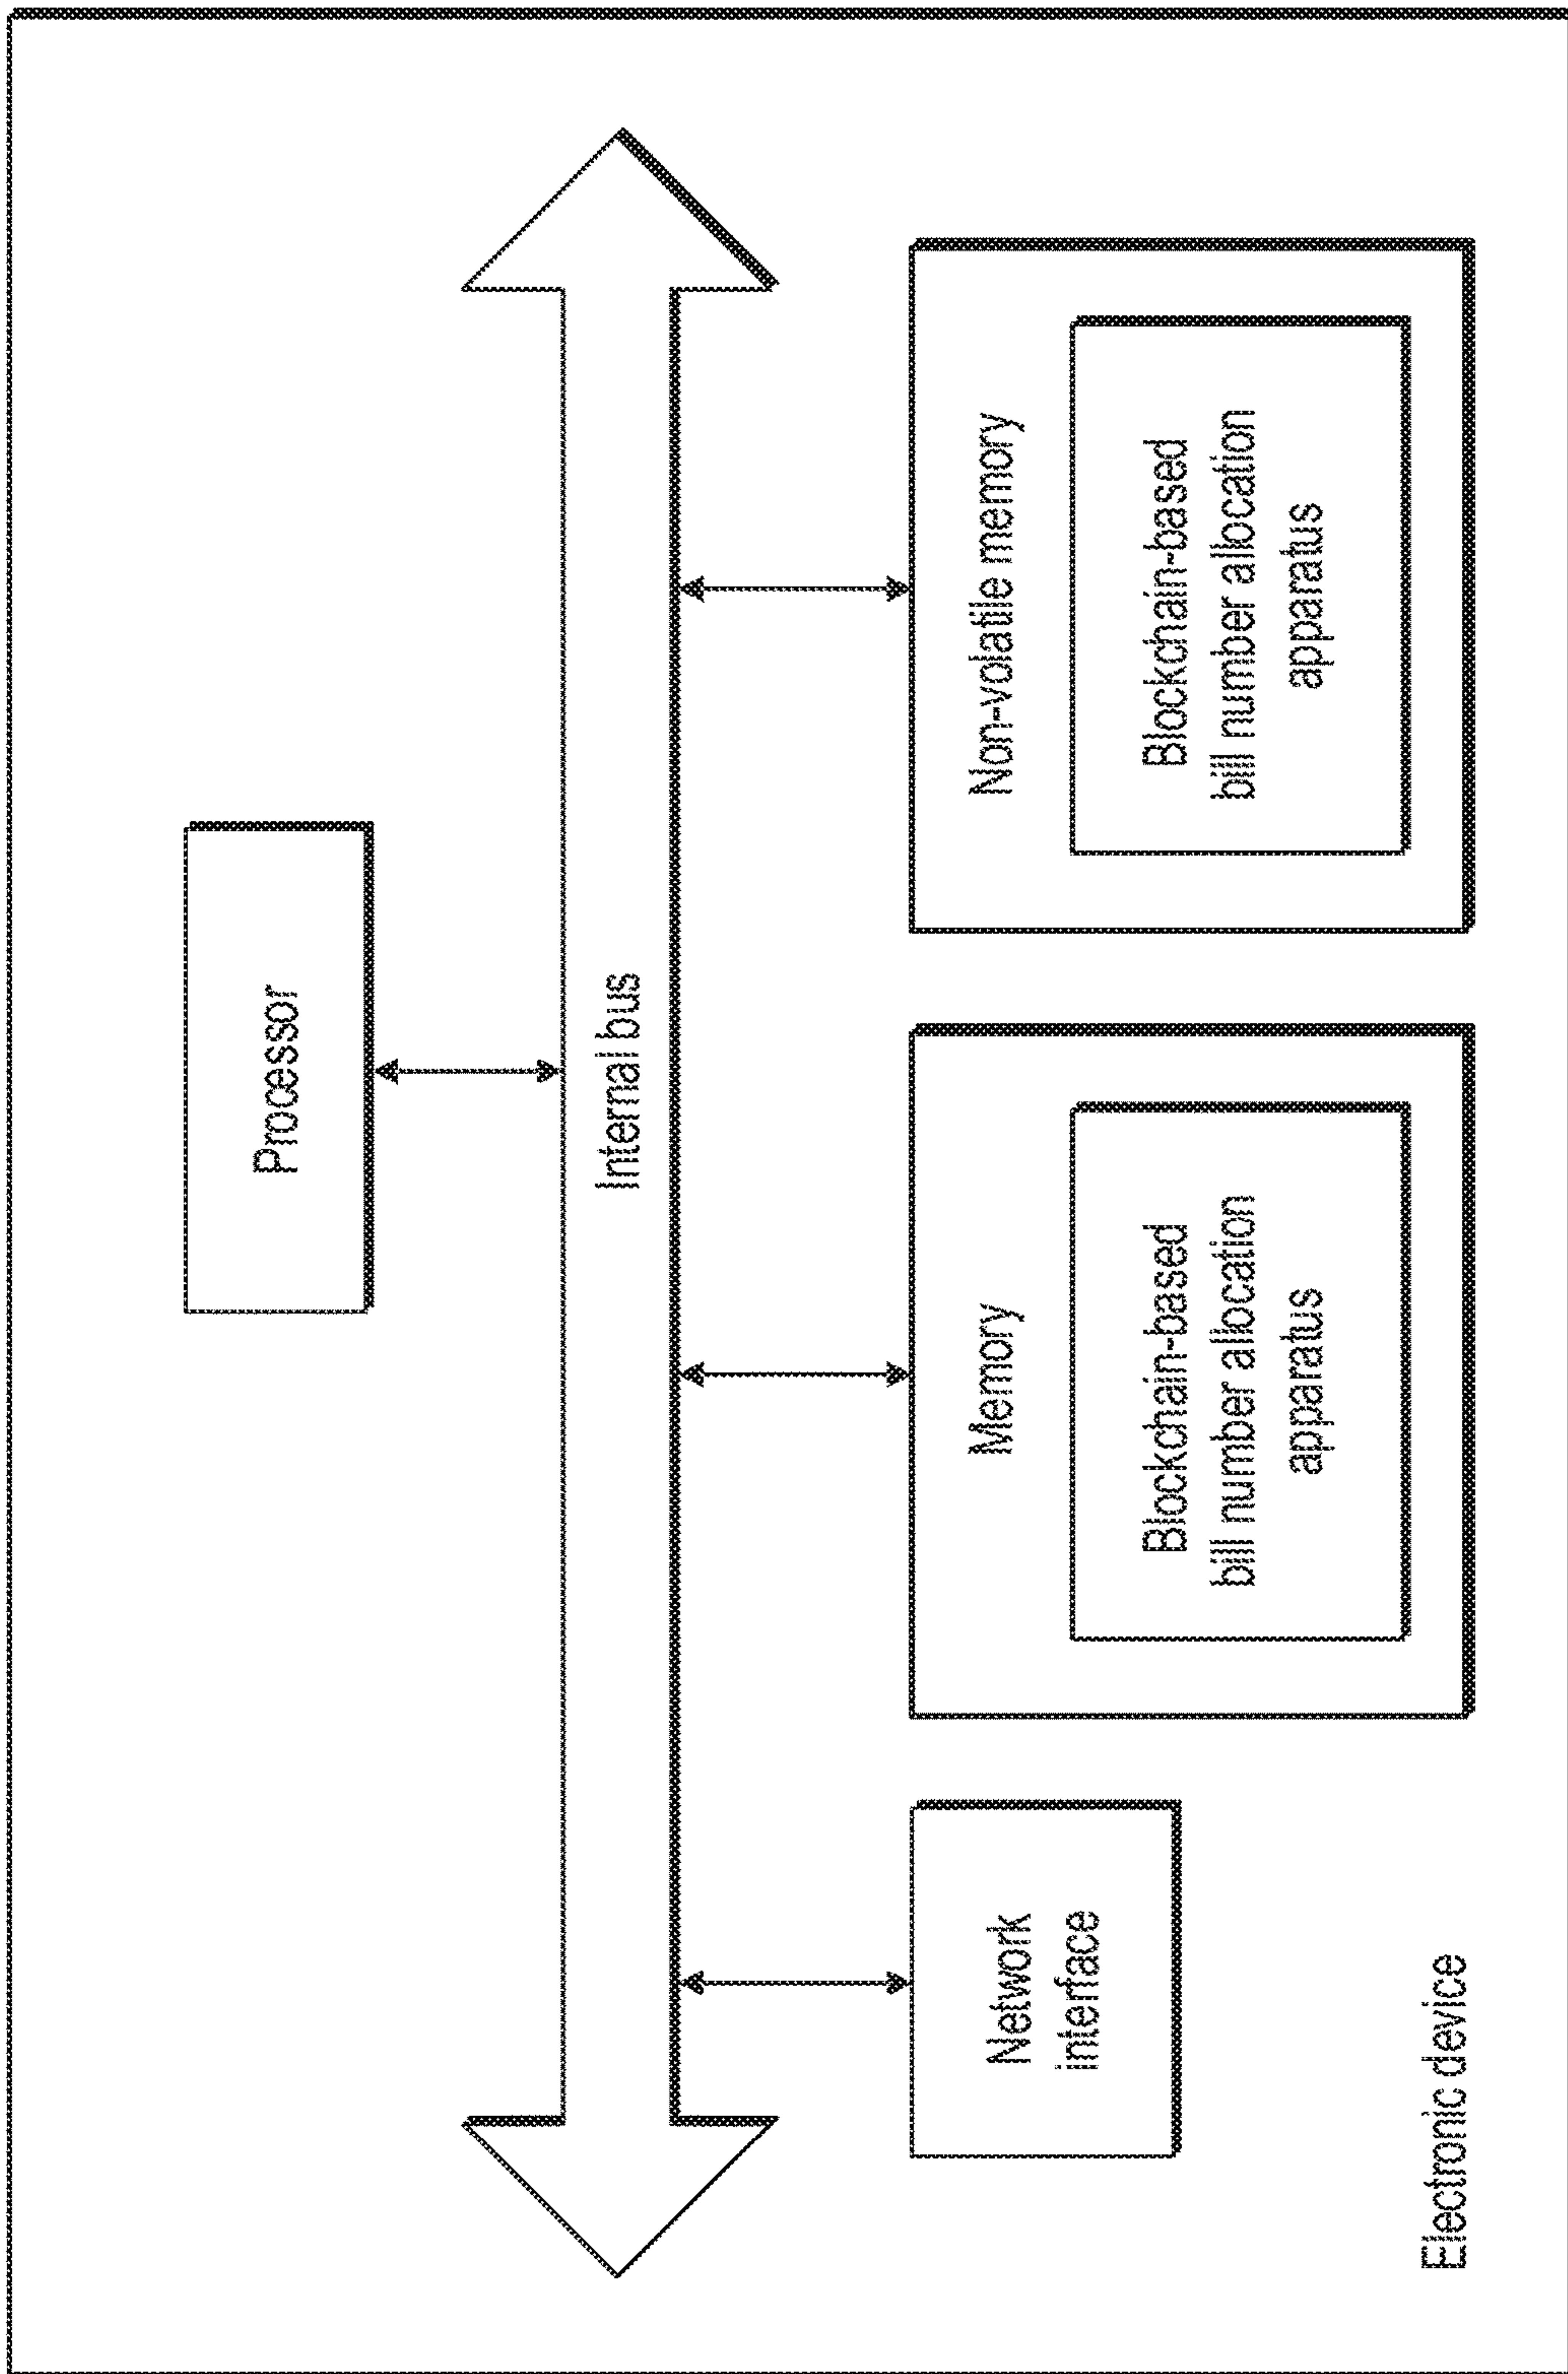 Processor
Internal bus
Network
interface
Memory
Blockchain-based
bill number allocation
apparatus
Non-volatile memory
Blockchain-based
bill number allocation
apparatus
Electronic device